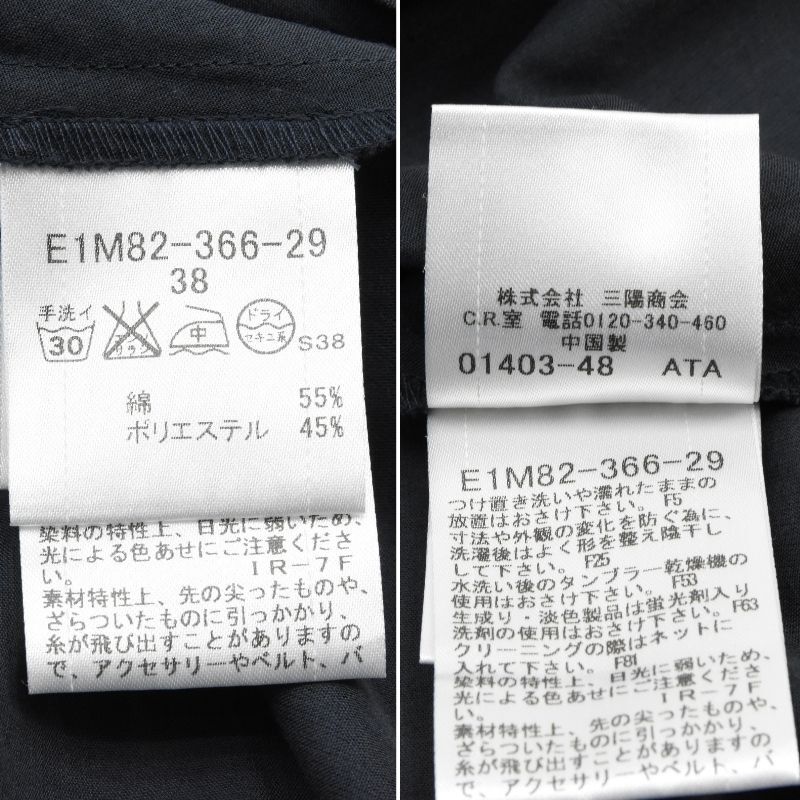 E1M82-366-29
38
手洗イ
30
エンソサラシ
中
ドライ
セキユ系
S38
綿 55%
ポリエステル 45%
染料の特性上、日光に弱いため、
光による色あせにご注意くださ
い。 IR-7F
素材特性上、先の尖ったものや、
ざらついたものに引っかかり、
糸が飛び出すことがありますの
で、アクセサリーやベルト、バ
株式会社 三陽商会
C.R.室 電話0120-340-460
中国製
01403-48 ATA
E1M82-366-29
つけ置き洗いや濡れたままの
放置はおさけ下さい。 F5
寸法や外観の変化を防ぐ為に、
洗濯後はよく形を整え陰干し
して下さい。 F25
水洗い後のタンブラー乾燥機の
使用はおさけ下さい。 F53
生成り・淡色製品は蛍光剤入り
洗剤の使用はおさけ下さい。 F63
クリーニングの際はネットに
入れて下さい。 F81
染料の特性上、日光に弱いため、
光による色あせにご注意くださ
い。 IR-7F
素材特性上、先の尖ったものや、
ざらついたものに引っかかり、
糸が飛び出すことがありますの
で、アクセサリーやベルト、バ